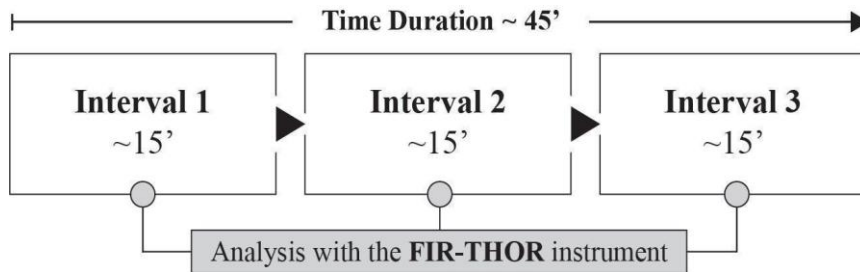 Time Duration ~ 45’
Interval 1
~15’
Interval 2
~15’
Interval 3
~15’
Analysis with the FIR-THOR instrument